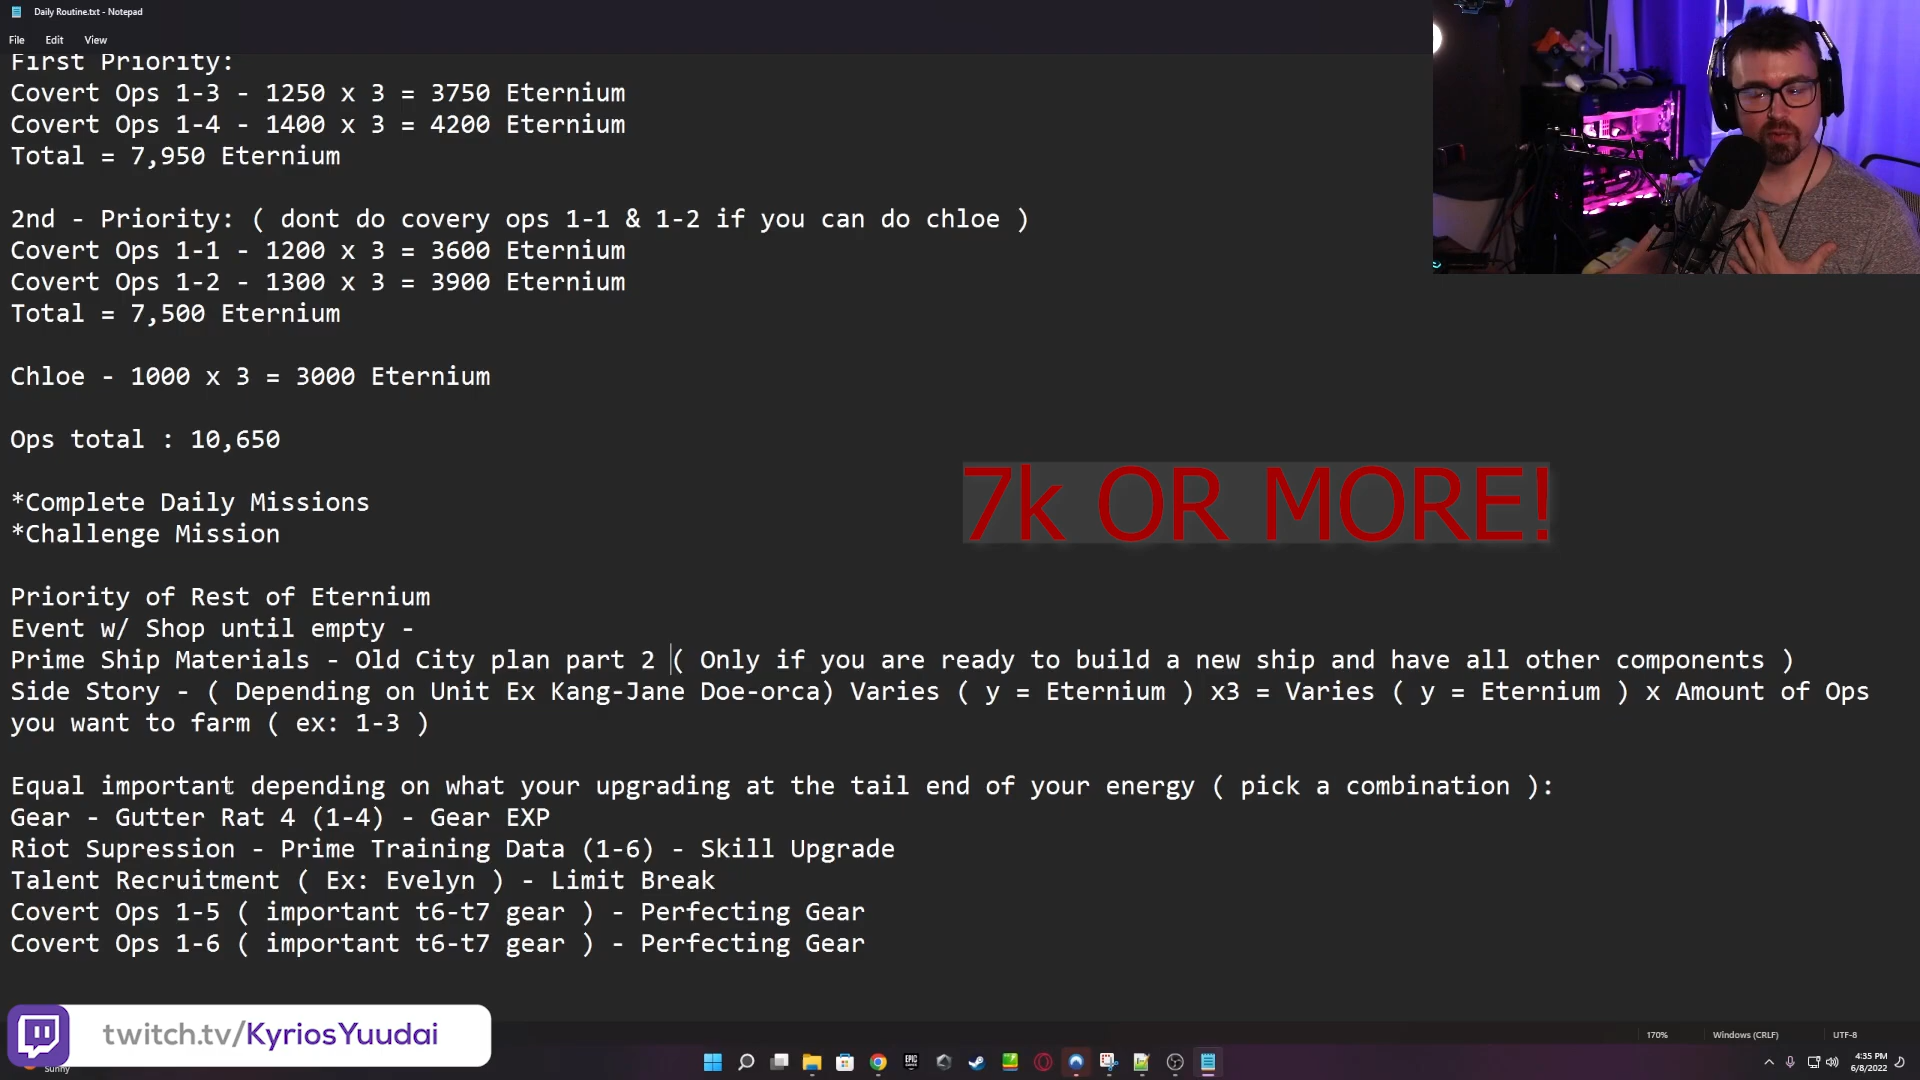 Daily Routine.txt - Notepad
File Edit View
First Priority:
Covert Ops 1-3 - 1250 x 3 = 3750 Eternium
Covert Ops 1-4 - 1400 x 3 = 4200 Eternium
Total = 7,950 Eternium
2nd - Priority: ( dont do covery ops 1-1 & 1-2 if you can do chloe )
Covert Ops 1-1 - 1200 x 3 = 3600 Eternium
Covert Ops 1-2 - 1300 x 3 = 3900 Eternium
Total = 7,500 Eternium
Chloe - 1000 x 3 = 3000 Eternium
Ops total : 10,650
7k OR MORE!
*Complete Daily Missions
*Challenge Mission
Priority of Rest of Eternium
Event w/ Shop until empty -
Prime Ship Materials - Old City plan part 2 ( Only if you are ready to build a new ship and have all other components )
Side Story - ( Depending on Unit Ex Kang-Jane Doe-orca) Varies ( y = Eternium ) x3 = Varies ( y = Eternium ) x Amount of Ops
you want to farm ( ex: 1-3 )
Equal important depending on what your upgrading at the tail end of your energy ( pick a combination ):
Gear - Gutter Rat 4 (1-4) - Gear EXP
Riot Supression - Prime Training Data (1-6) - Skill Upgrade
Talent Recruitment ( Ex: Evelyn ) - Limit Break
Covert Ops 1-5 ( important t6-t7 gear ) - Perfecting Gear
Covert Ops 1-6 ( important t6-t7 gear ) - Perfecting Gear
twitch.tv/KyriosYuudai
170% Windows (CRLF) UTF-8
Sunny
EPIC
4:35 PM
6/8/2022